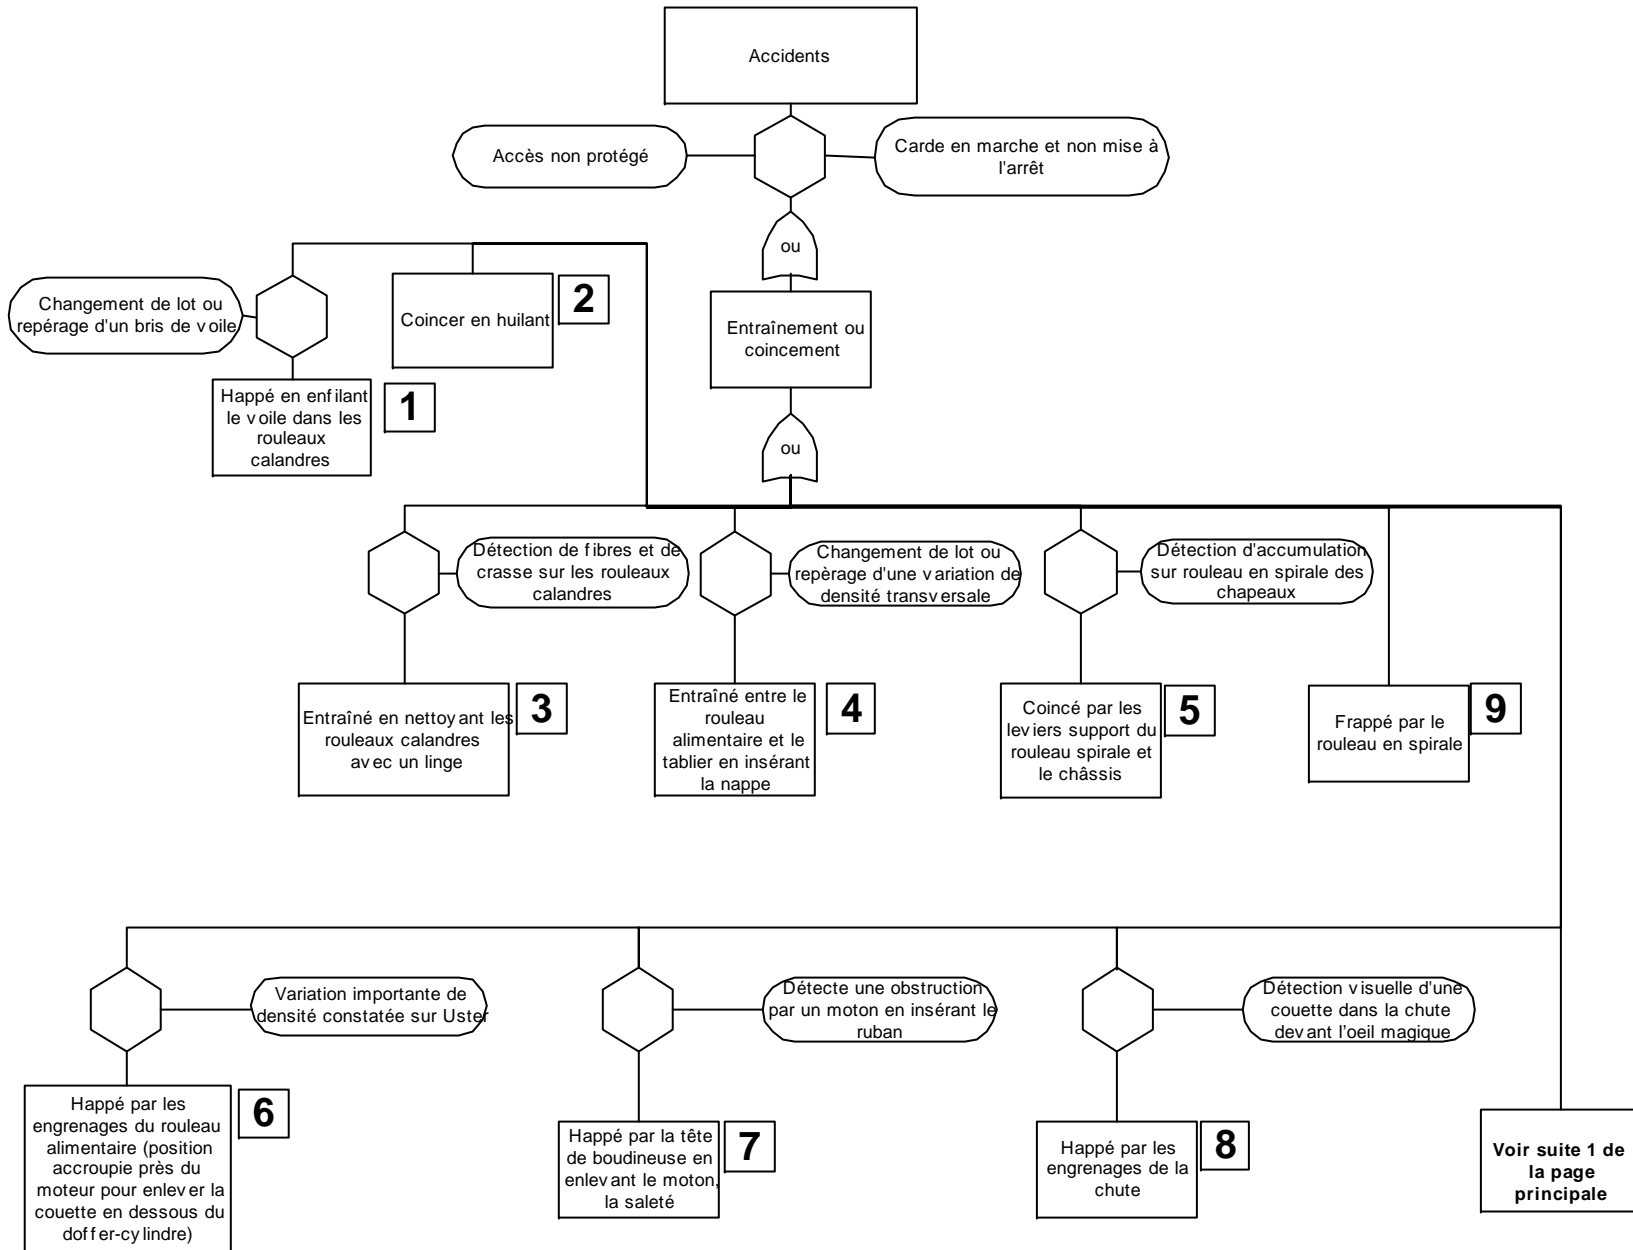 Accidents
Accès non protégé
Carde en marche et non mise à
l'arrêt
ou
Changement de lot ou
repérage d'un bris de voile
Coincer en huilant
2
Entraînement ou
coincement
Happé en enfilant
le voile dans les
rouleaux
calandres
1
ou
Détection de fibres et de
crasse sur les rouleaux
calandres
Changement de lot ou
repèrage d'une variation de
densité transversale
Détection d'accumulation
sur rouleau en spirale des
chapeaux
Entraîné en nettoyant les
rouleaux calandres
avec un linge
3
Entraîné entre le
rouleau
alimentaire et le
tablier en insérant
la nappe
4
Coincé par les
leviers support du
rouleau spirale et
le châssis
5
Frappé par le
rouleau en spirale
9
Variation importante de
densité constatée sur Uster
Détecte une obstruction
par un moton en insérant le
ruban
Détection visuelle d'une
couette dans la chute
devant l'oeil magique
Happé par les
engrenages du rouleau
alimentaire (position
accroupie près du
moteur pour enlever la
couette en dessous du
doffer-cylindre)
6
Happé par la tête
de boudineuse en
enlevant le moton,
la saleté
7
Happé par les
engrenages de la
chute
8
Voir suite 1 de
la page
principale